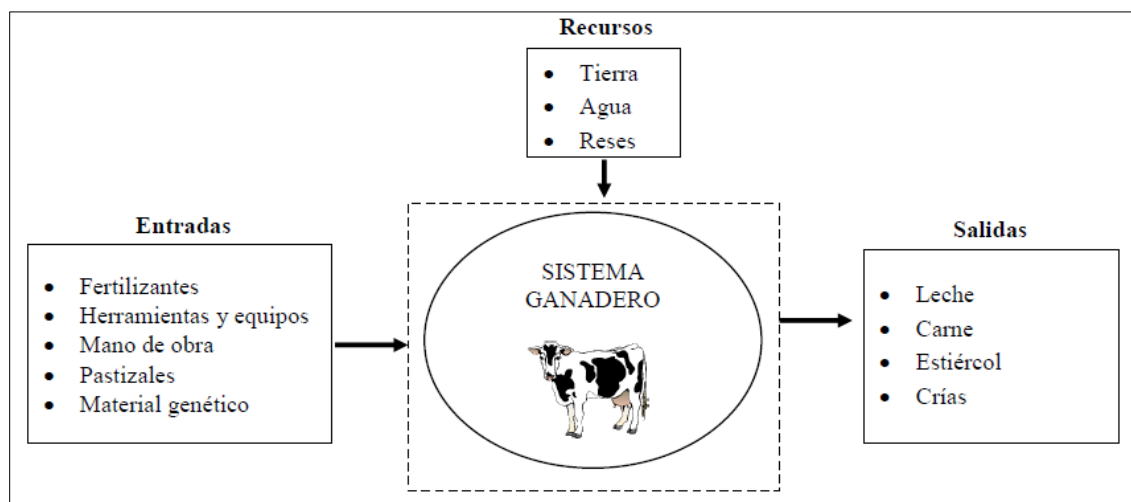 Recursos
• Tierra
• Agua
• Reses
Entradas
• Fertilizantes
• Herramientas y equipos
• Mano de obra
• Pastizales
• Material genético
SISTEMA
GANADERO
Salidas
• Leche
• Carne
• Estiércol
• Crías